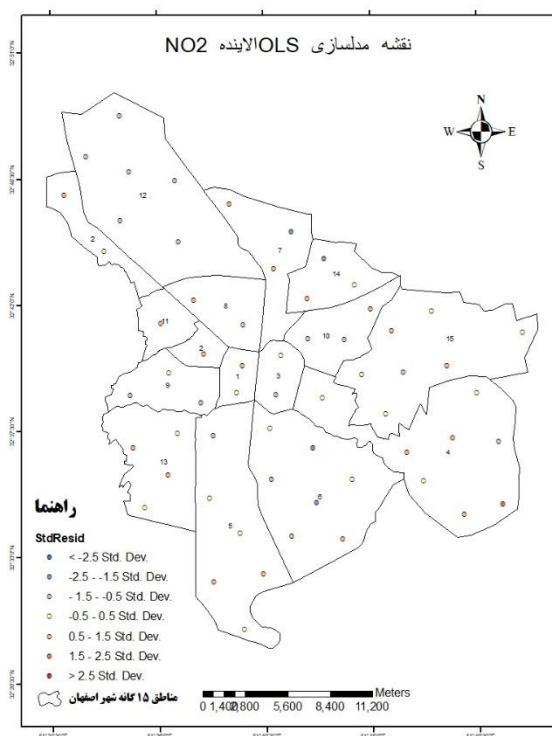 نقشه مدلسازی OLSالاینده NO2
N
W E
S
12
2
7
14
8
11
10
15
2
1
3
9
4
13
6
5
راهنما
StdResid
< -2.5 Std. Dev.
-2.5 - -1.5 Std. Dev.
-1.5 - -0.5 Std. Dev.
-0.5 - 0.5 Std. Dev.
0.5 - 1.5 Std. Dev.
1.5 - 2.5 Std. Dev.
> 2.5 Std. Dev.
مناطق ۱۵ گانه شهر اصفهان
Meters
0 1,400 2,800 5,600 8,400 11,200